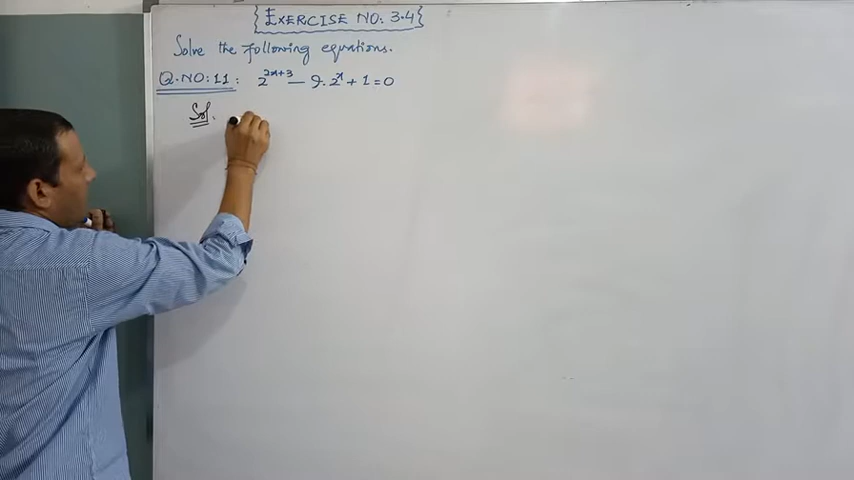 {EXERCISE NO: 3.4}
Solve the following equations.
Q.NO:11: 2^{2x+3} - 9.2^x + 1 = 0
Sol: